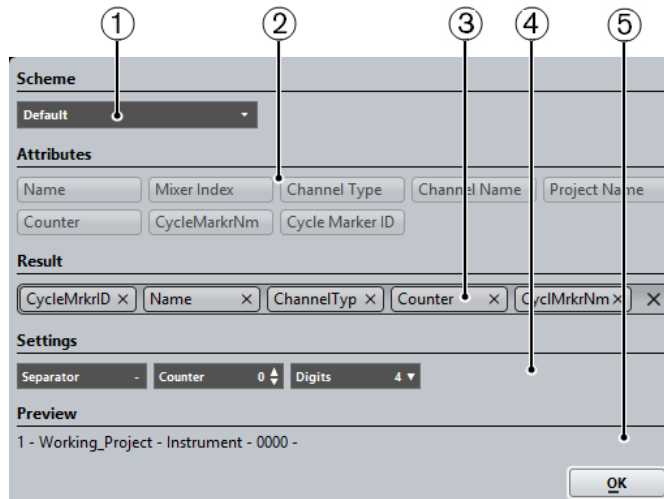 ① ② ③ ④ ⑤
Scheme
Default
Attributes
Name Mixer Index Channel Type Channel Name Project Name
Counter CycleMarkrNm Cycle Marker ID
Result
CycleMrkrID × Name × ChannelTyp × Counter × CyclMrkrNm × ×
Settings
Separator - Counter 0 Digits 4
Preview
1 - Working_Project - Instrument - 0000 -
OK